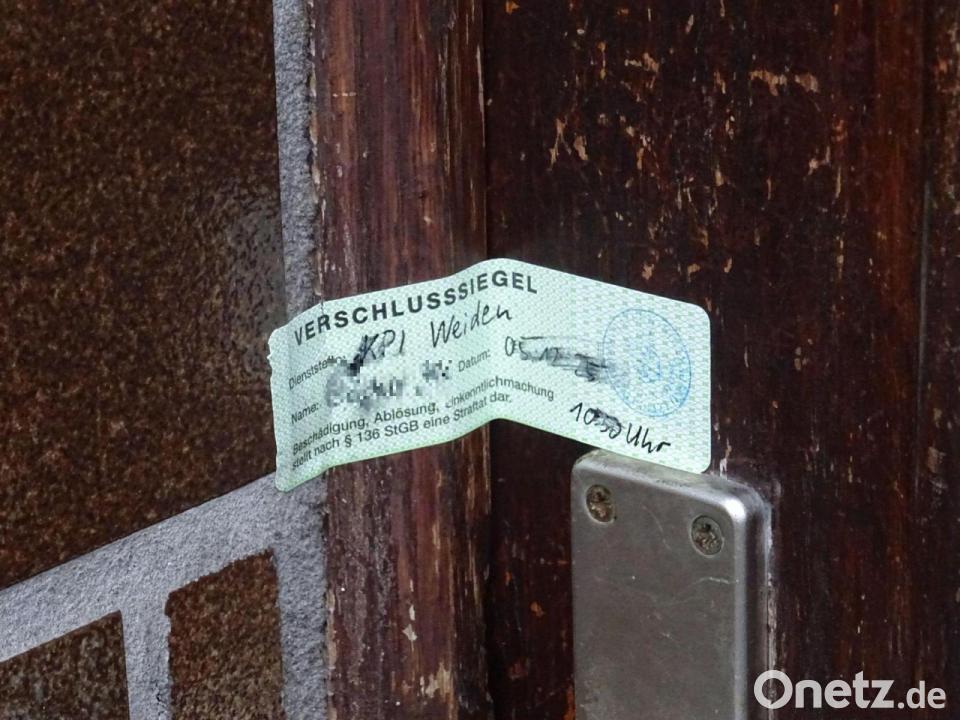 VERSCHLUSSSIEGEL
Dienststelle: KPI Weiden
Name: Datum:
Beschädigung, Ablösung, Unkenntlichmachung
stellt nach § 136 StGB eine Straftat dar.
Uhr
Onetz.de